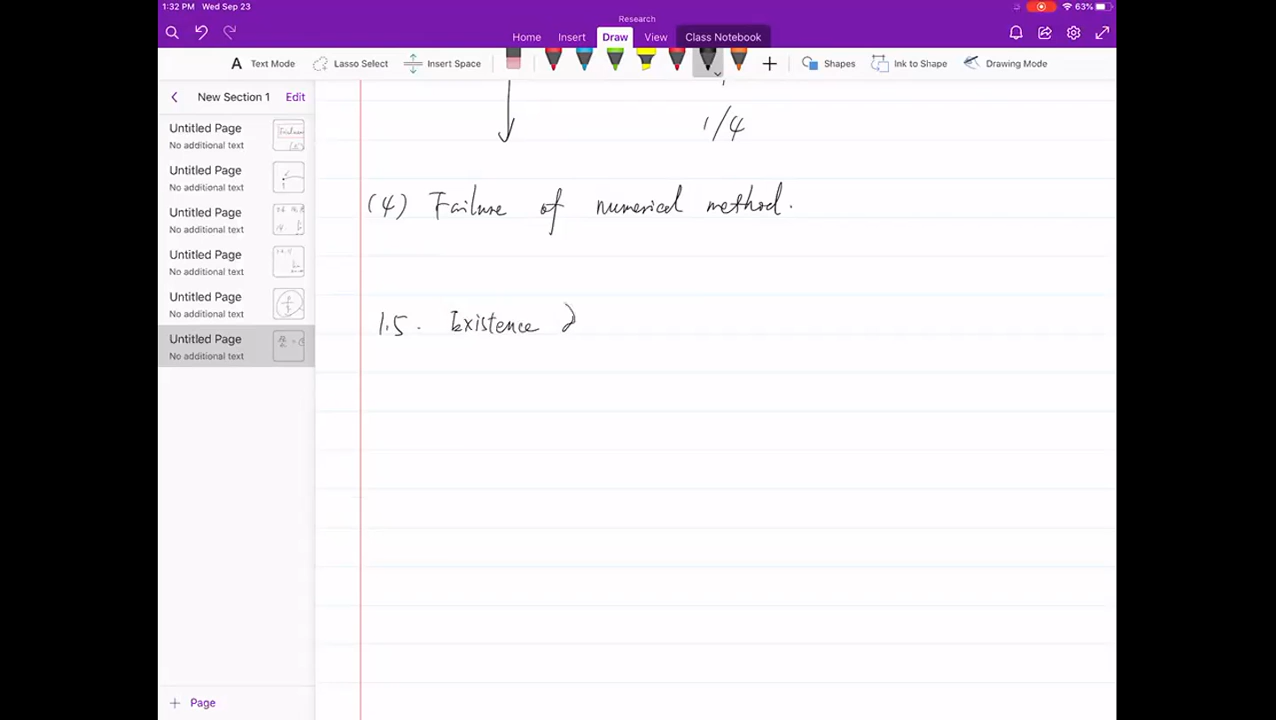 1:32 PM Wed Sep 23
63%
Research
Home Insert Draw View Class Notebook
A Text Mode Lasso Select Insert Space Shapes Ink to Shape Drawing Mode
New Section 1 Edit
Untitled Page
No additional text
Untitled Page
No additional text
Untitled Page
No additional text
Untitled Page
No additional text
Untitled Page
No additional text
Untitled Page
No additional text
Page
1/4
(4) Failure of numerical method.
1.5. Existence